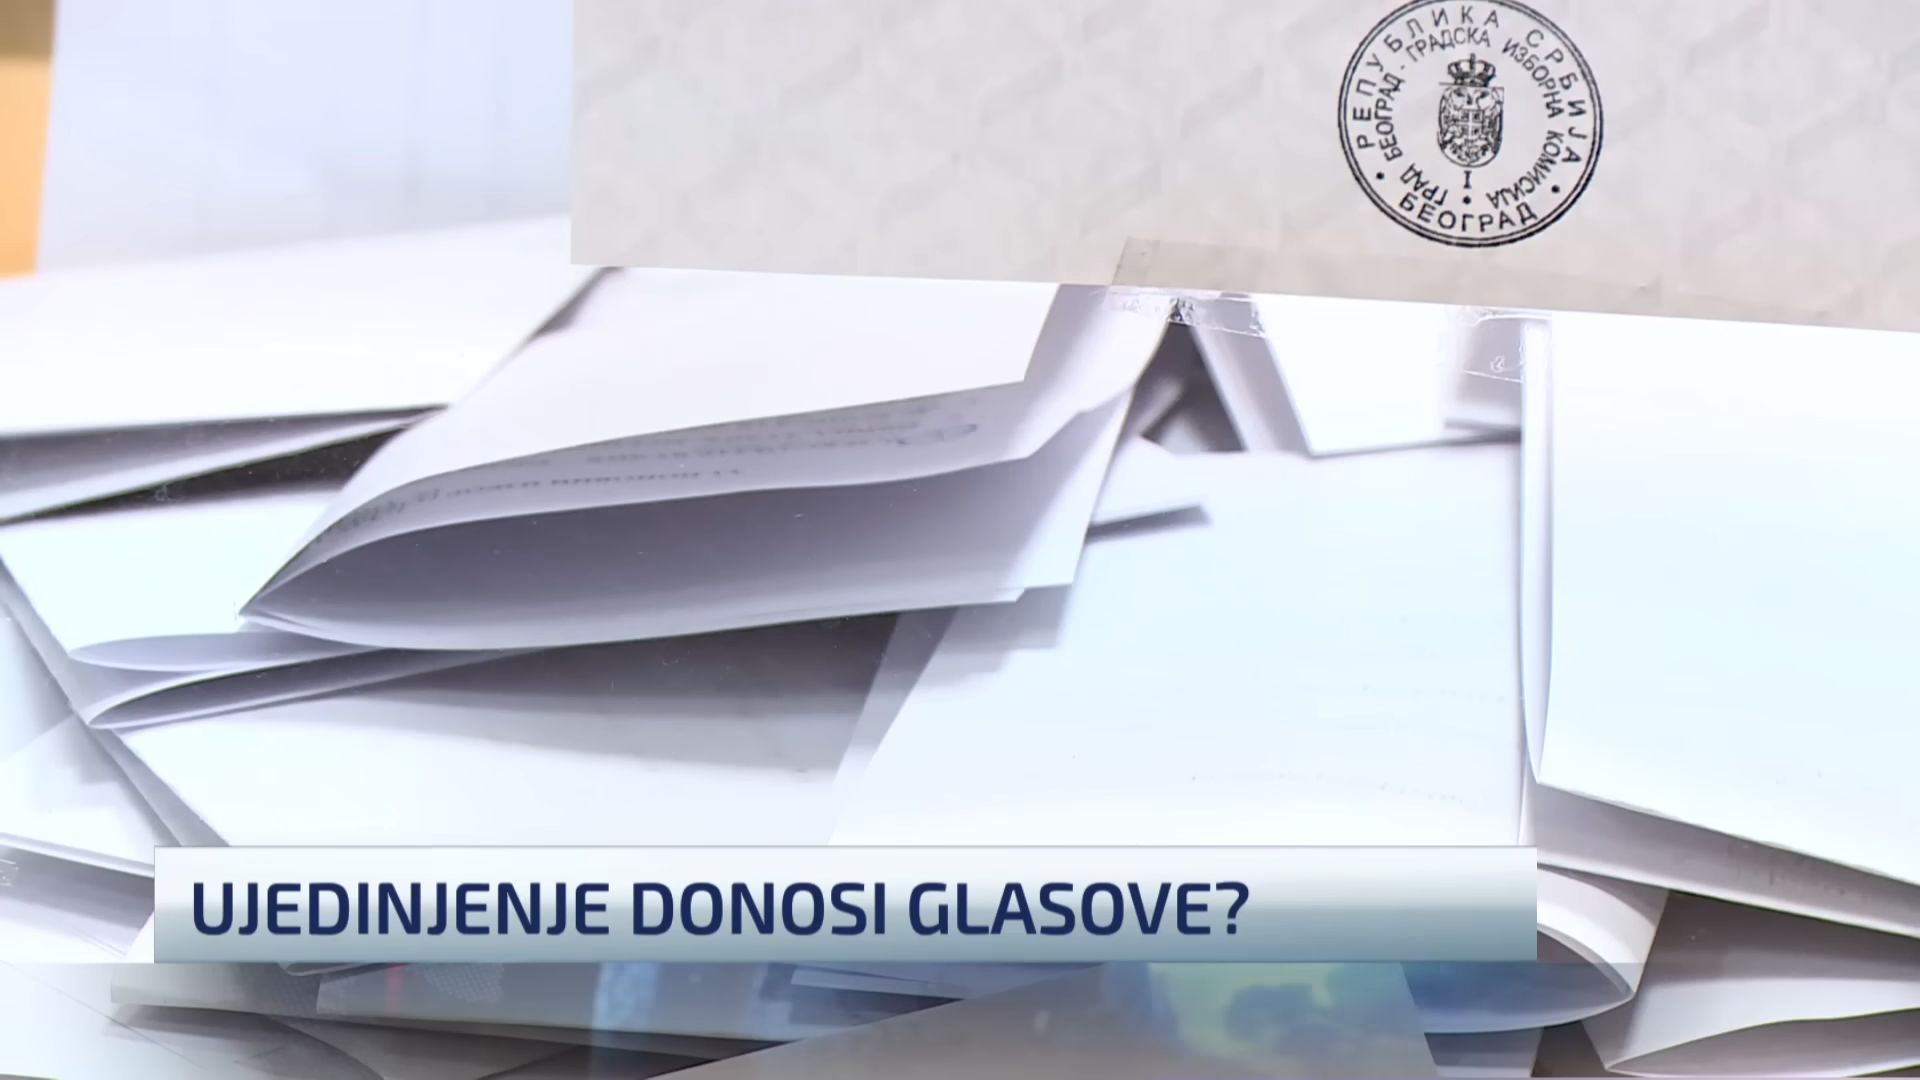 РЕПУБЛИКА СРБИЈА
ГРАД БЕОГРАД - ГРАДСКА ИЗБОРНА КОМИСИЈА
I
БЕОГРАД
UJEDINJENJE DONOSI GLASOVE?